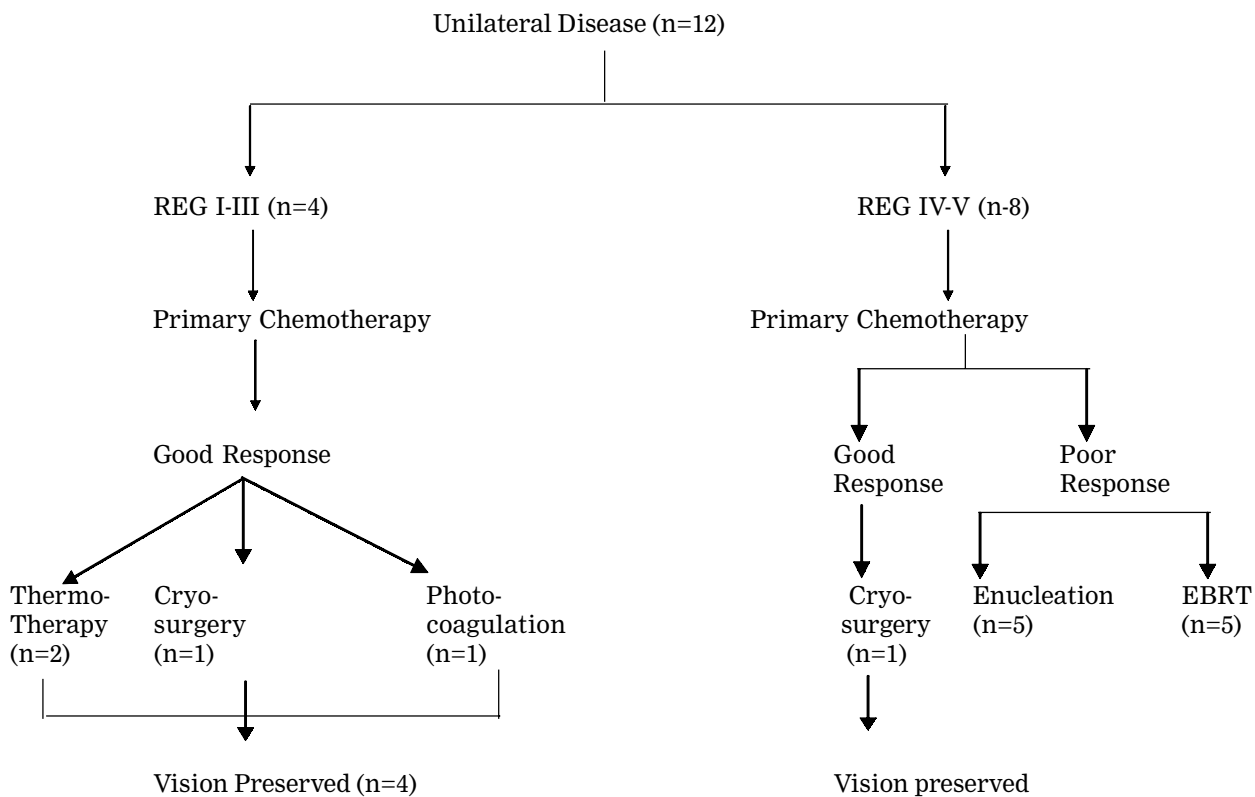 Unilateral Disease (n=12)
REG I-III (n=4)
REG IV-V (n-8)
Primary Chemotherapy
Primary Chemotherapy
Good Response
Good
Response
Poor
Response
Thermo-
Therapy
(n=2)
Cryo-
surgery
(n=1)
Photo-
coagulation
(n=1)
Cryo-
surgery
(n=1)
Enucleation
(n=5)
EBRT
(n=5)
Vision Preserved (n=4)
Vision preserved